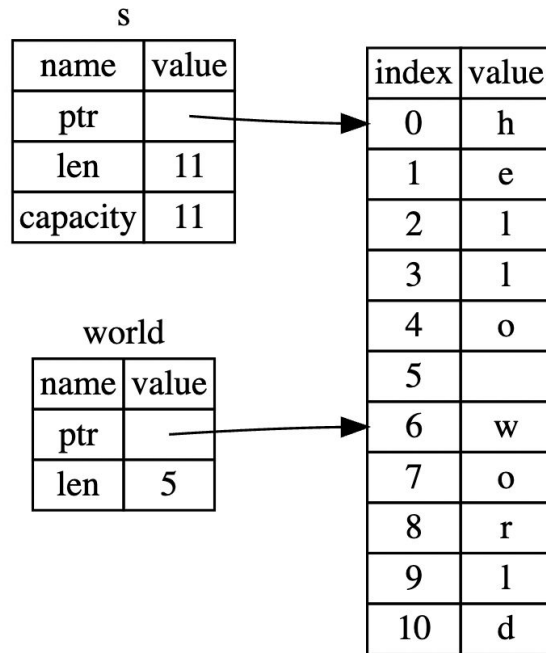 s
name value
ptr
len 11
capacity 11
world
name value
ptr
len 5
index value
0 h
1 e
2 l
3 l
4 o
5
6 w
7 o
8 r
9 l
10 d